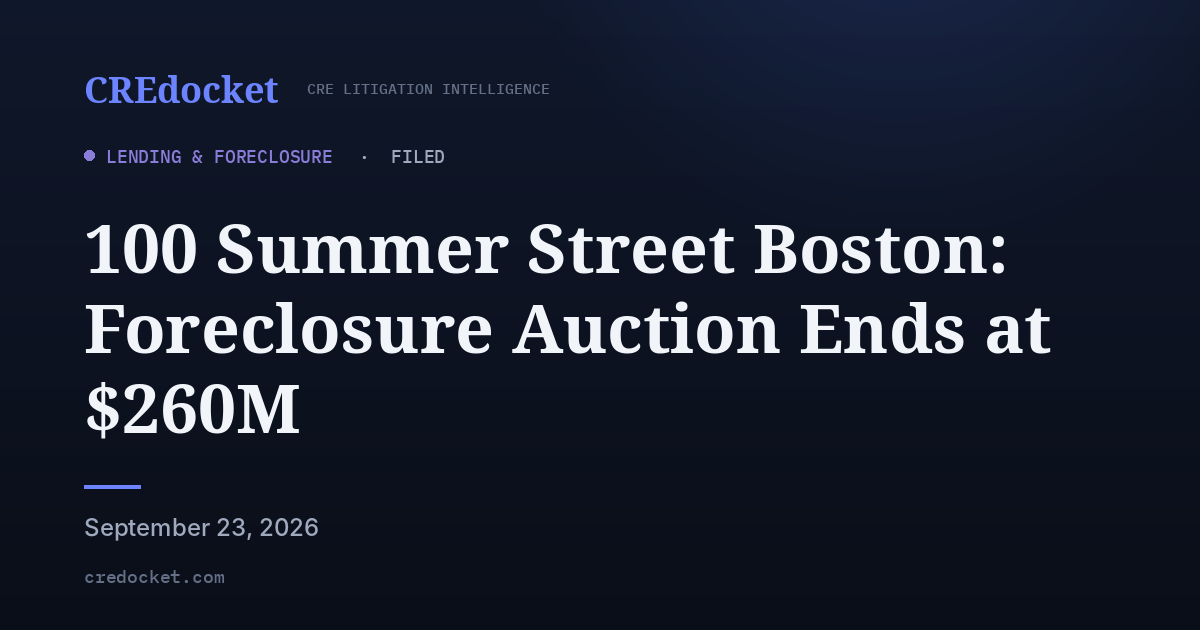 CREdocket CRE LITIGATION INTELLIGENCE
LENDING & FORECLOSURE · FILED
100 Summer Street Boston:
Foreclosure Auction Ends at
$260M
September 23, 2026
credocket.com